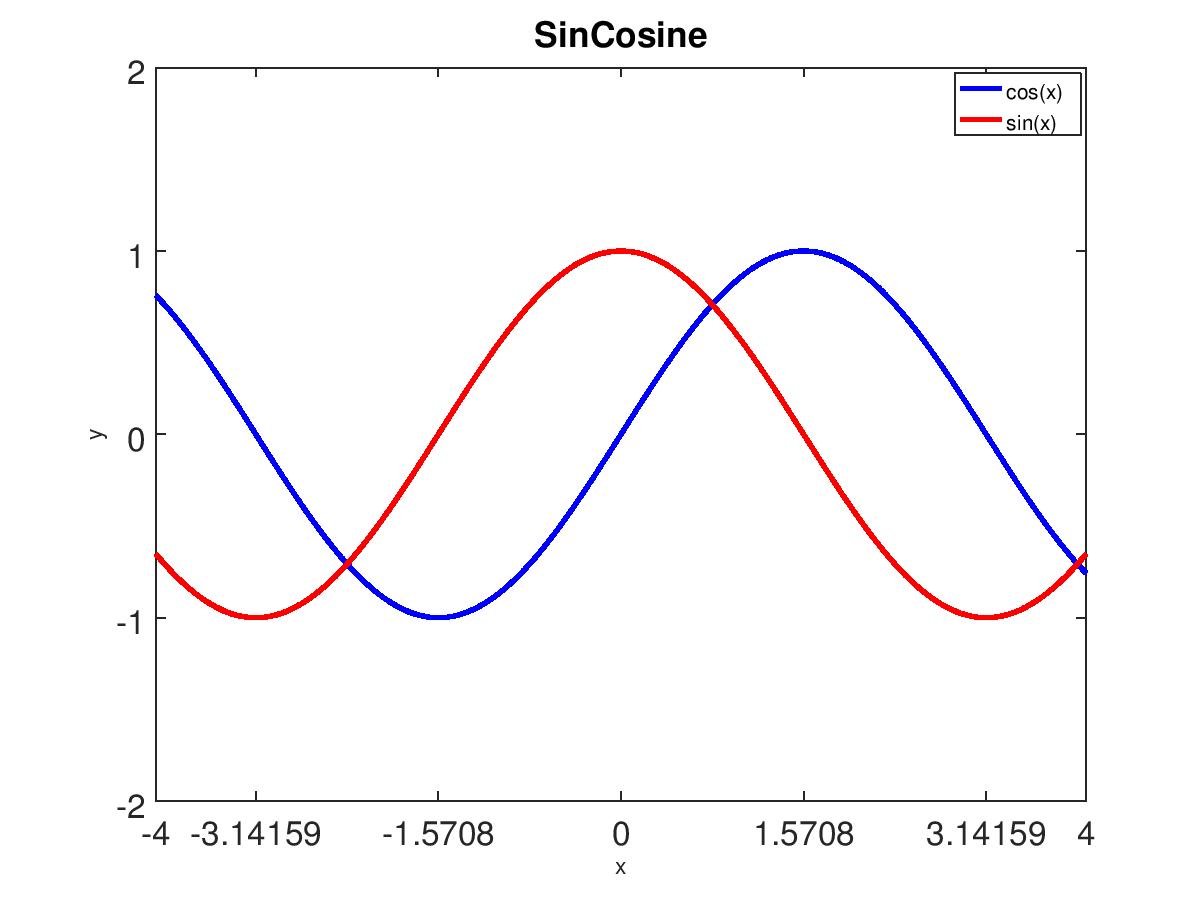 SinCosine
cos(x)
sin(x)
2
1
0
-1
-2
y
-4 -3.14159 -1.5708 0 1.5708 3.14159 4
x